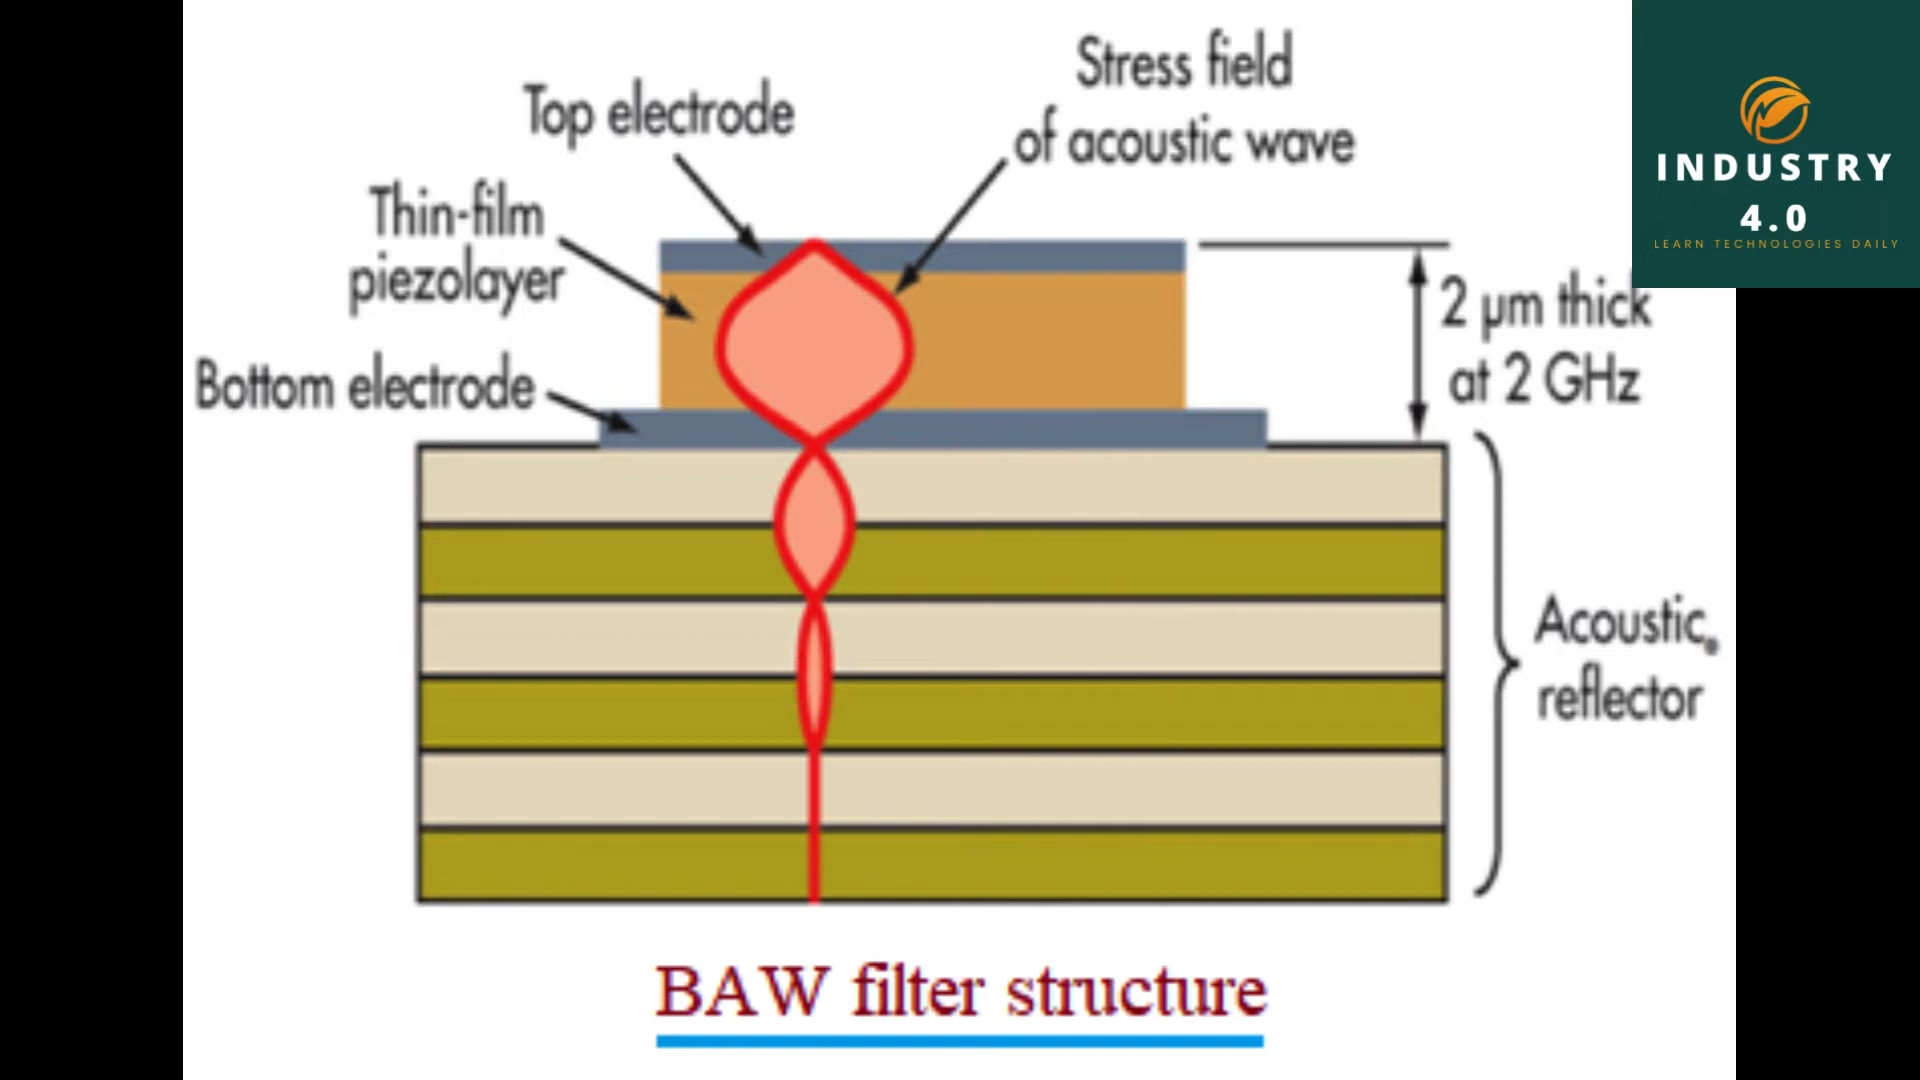 Stress field
of acoustic wave
Top electrode
Thin-film
piezolayer
Bottom electrode
2 µm thick
at 2 GHz
Acoustic
reflector
BAW filter structure
INDUSTRY
4.0
LEARN TECHNOLOGIES DAILY